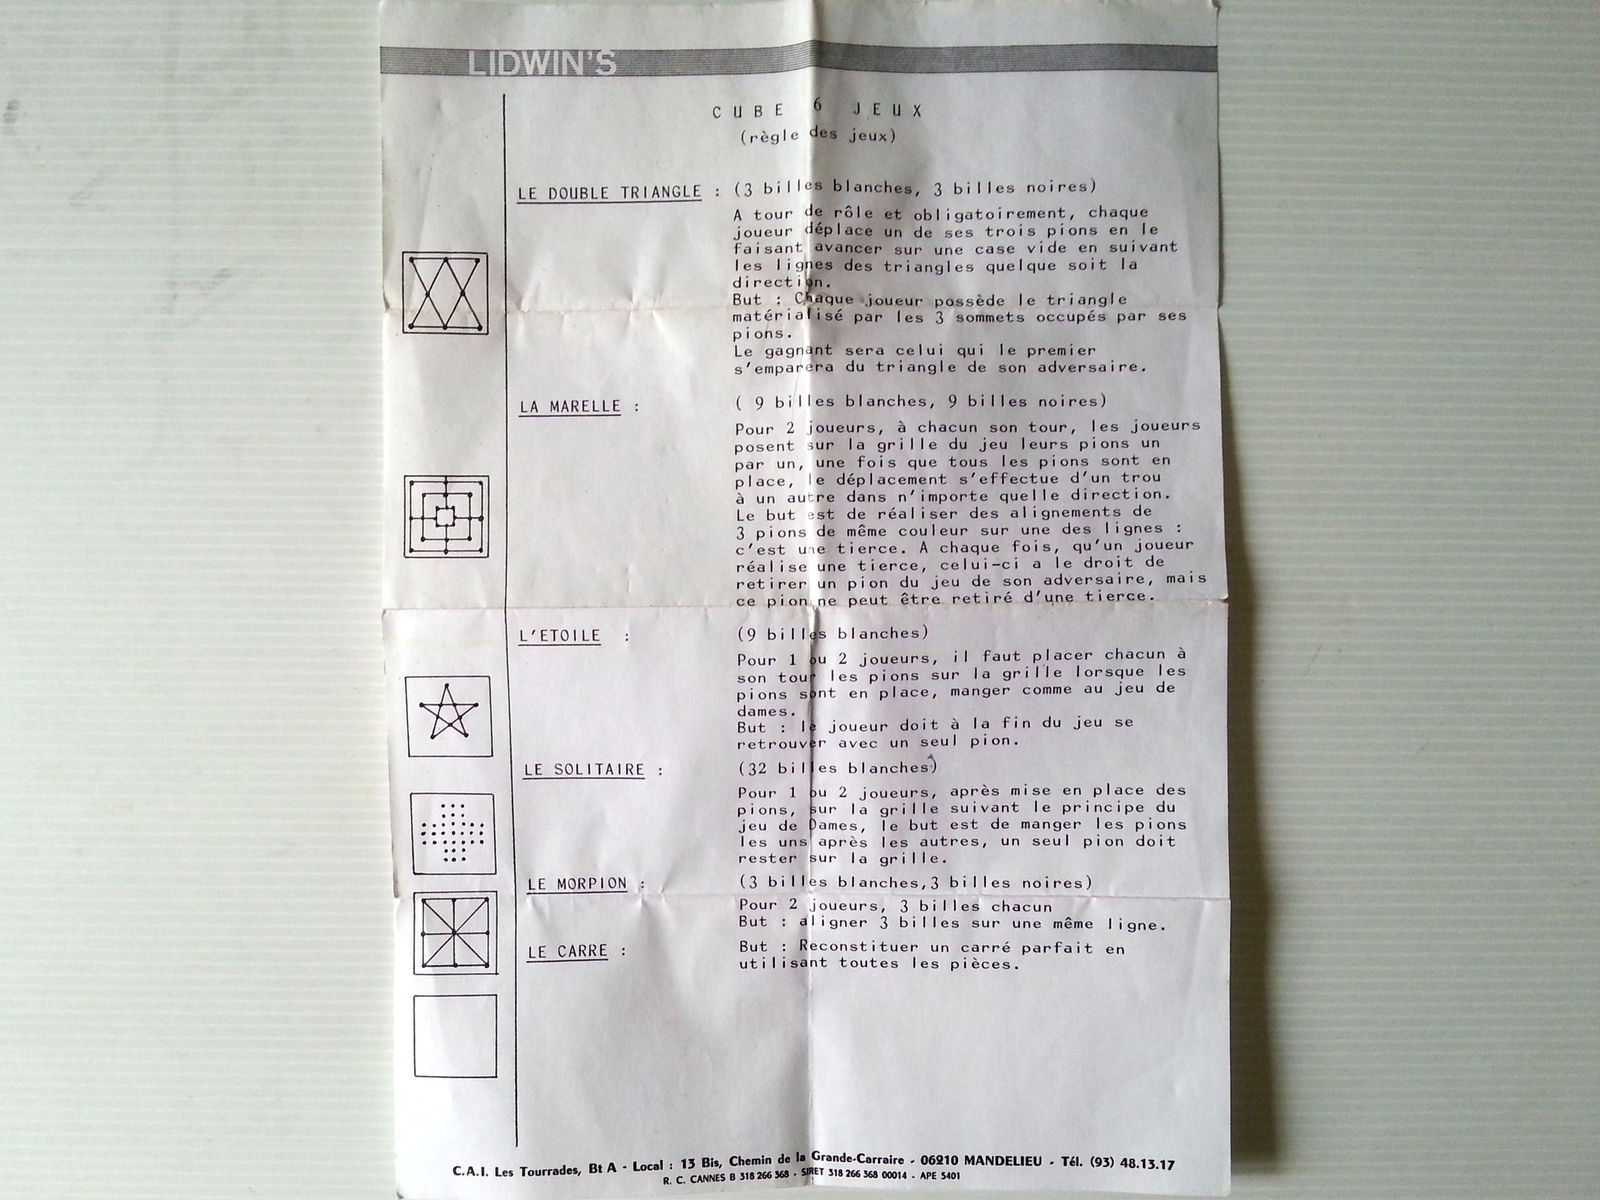 LIDWIN'S
CUBE 6 JEUX
(règle des jeux)
LE DOUBLE TRIANGLE : (3 billes blanches, 3 billes noires)
A tour de rôle et obligatoirement, chaque
joueur déplace un de ses trois pions en le
faisant avancer sur une case vide en suivant
les lignes des triangles quelque soit la
direction.
But : Chaque joueur possède le triangle
matérialisé par les 3 sommets occupés par ses
pions.
Le gagnant sera celui qui le premier
s'emparera du triangle de son adversaire.
LA MARELLE : ( 9 billes blanches, 9 billes noires)
Pour 2 joueurs, à chacun son tour, les joueurs
posent sur la grille du jeu leurs pions un
par un, une fois que tous les pions sont en
place, le déplacement s'effectue d'un trou
à un autre dans n'importe quelle direction.
Le but est de réaliser des alignements de
3 pions de même couleur sur une des lignes :
c'est une tierce. A chaque fois, qu'un joueur
réalise une tierce, celui-ci a le droit de
retirer un pion du jeu de son adversaire, mais
ce pion ne peut être retiré d'une tierce.
L'ETOILE : (9 billes blanches)
Pour 1 ou 2 joueurs, il faut placer chacun à
son tour les pions sur la grille lorsque les
pions sont en place, manger comme au jeu de
dames.
But : le joueur doit à la fin du jeu se
retrouver avec un seul pion.
LE SOLITAIRE : (32 billes blanches)
Pour 1 ou 2 joueurs, après mise en place des
pions, sur la grille suivant le principe du
jeu de Dames, le but est de manger les pions
les uns après les autres, un seul pion doit
rester sur la grille.
LE MORPION : (3 billes blanches,3 billes noires)
Pour 2 joueurs, 3 billes chacun
But : aligner 3 billes sur une même ligne.
LE CARRE : But : Reconstituer un carré parfait en
utilisant toutes les pièces.
C.A.I. Les Tourrades, Bt A - Local : 13 Bis, Chemin de la Grande-Carraire - 06210 MANDELIEU - Tél. (93) 48.13.17
R. C. CANNES B 318 266 368 - SIRET 318 266 368 00014 - APE 5401